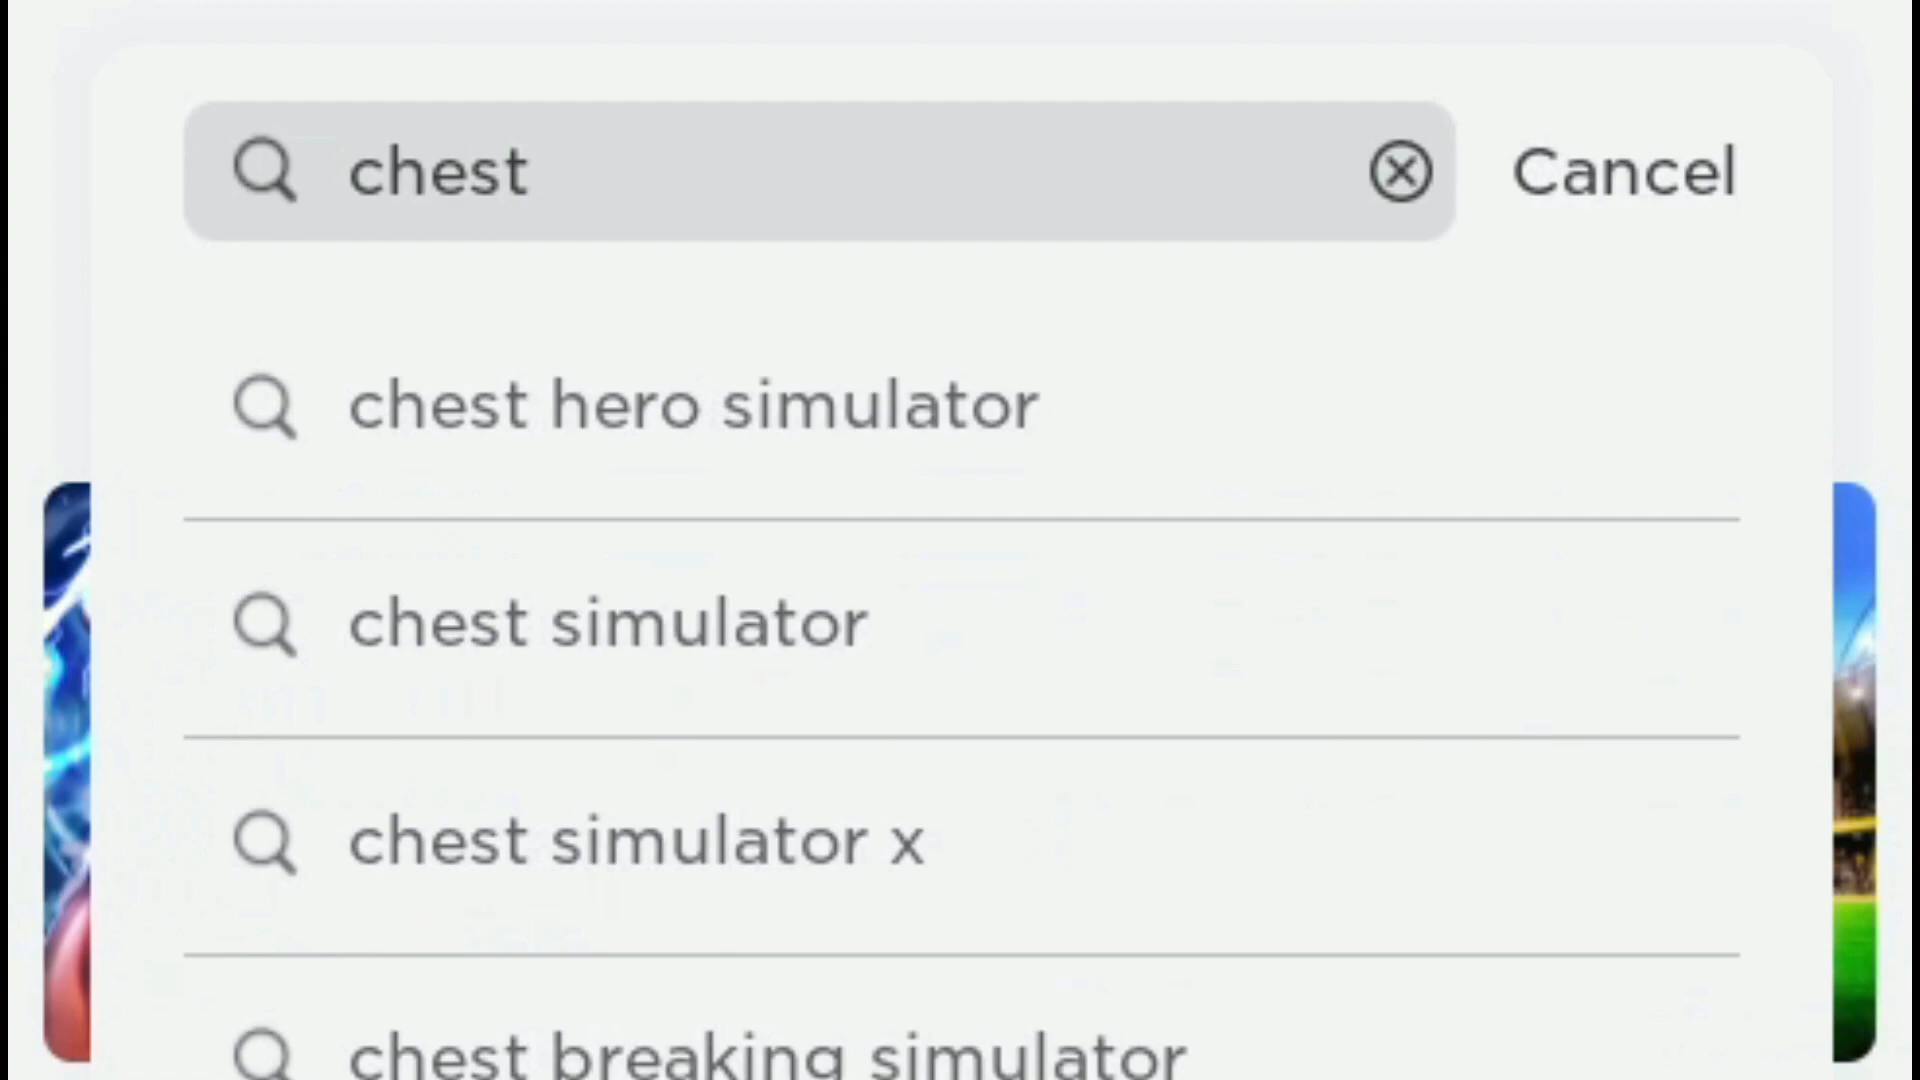 chest
Cancel
chest hero simulator
chest simulator
chest simulator x
chest breaking simulator